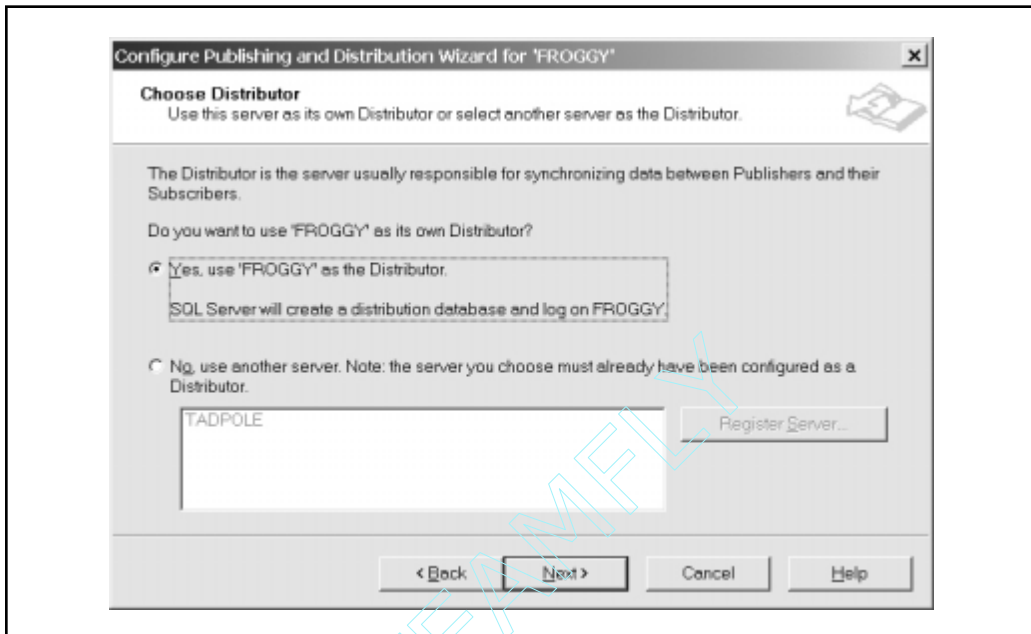 Configure Publishing and Distribution Wizard for 'FROGGY'
Choose Distributor
Use this server as its own Distributor or select another server as the Distributor.
The Distributor is the server usually responsible for synchronizing data between Publishers and their
Subscribers.
Do you want to use 'FROGGY' as its own Distributor?
Yes, use 'FROGGY' as the Distributor.
SQL Server will create a distribution database and log on FROGGY.
No, use another server. Note: the server you choose must already have been configured as a
Distributor.
TADPOLE
Register Server...
< Back Next > Cancel Help
EAMFLY